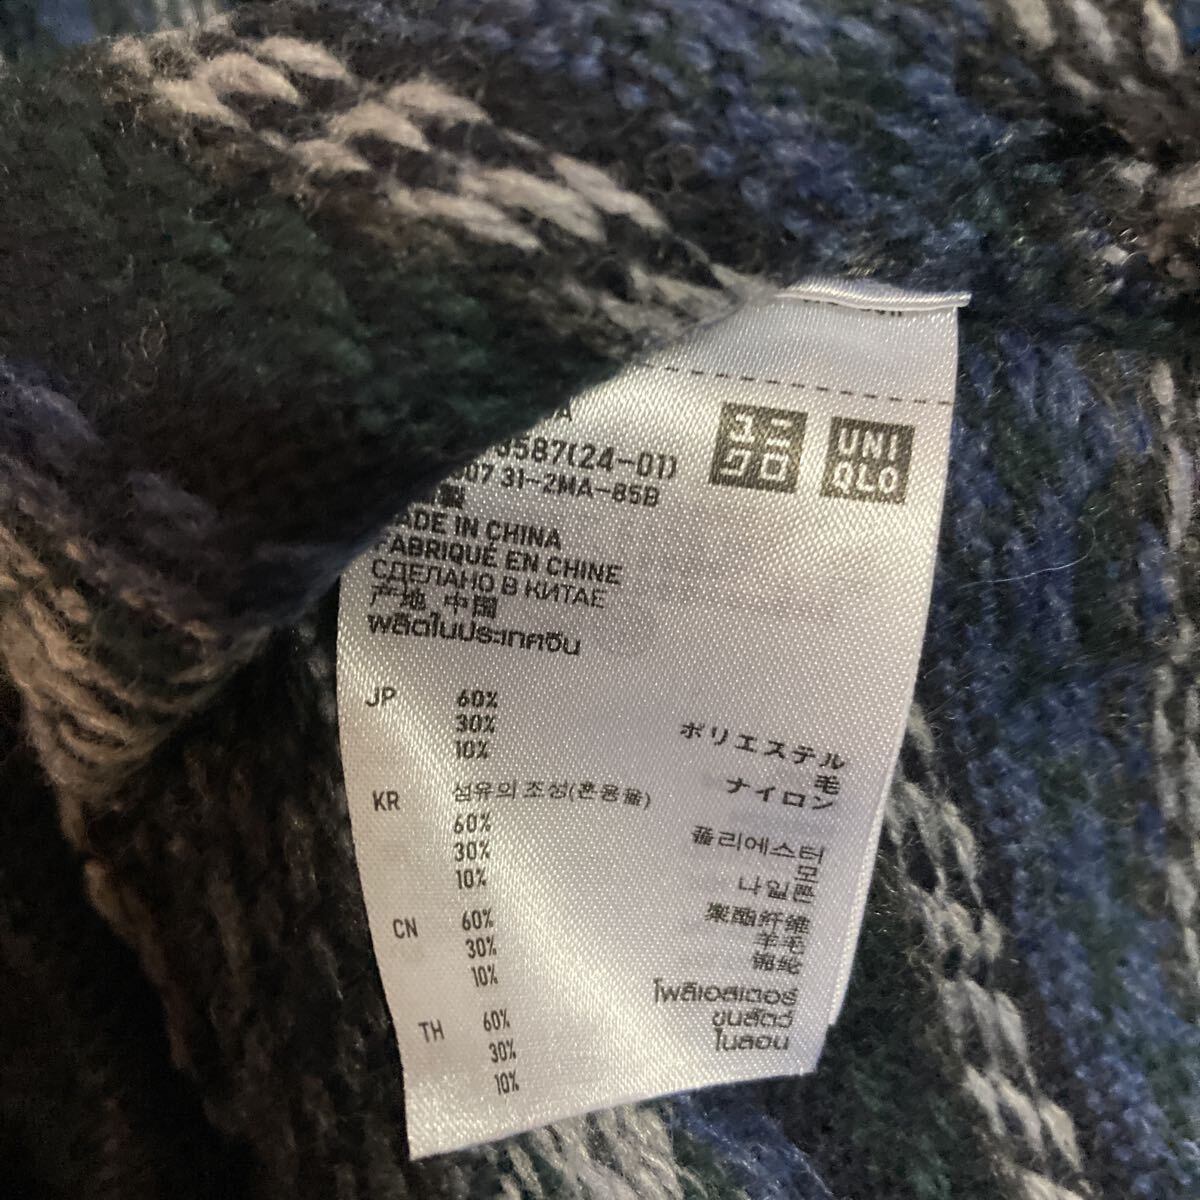 ユニ
クロ
UNI
QLO
587(24-01)
07 31-2MA-85B
製
MADE IN CHINA
FABRIQUÉ EN CHINE
СДЕЛАНО В КИТАЕ
产地 中国
ผลิตในประเทศจีน
JP 60% ポリエステル
30% 毛
10% ナイロン
KR 섬유의 조성(혼용율)
60% 폴리에스터
30% 모
10% 나일론
CN 60% 聚酯纤维
30% 羊毛
10% 锦纶
TH 60% โพลิเอสเตอร์
30% ขนสัตว์
10% ไนลอน